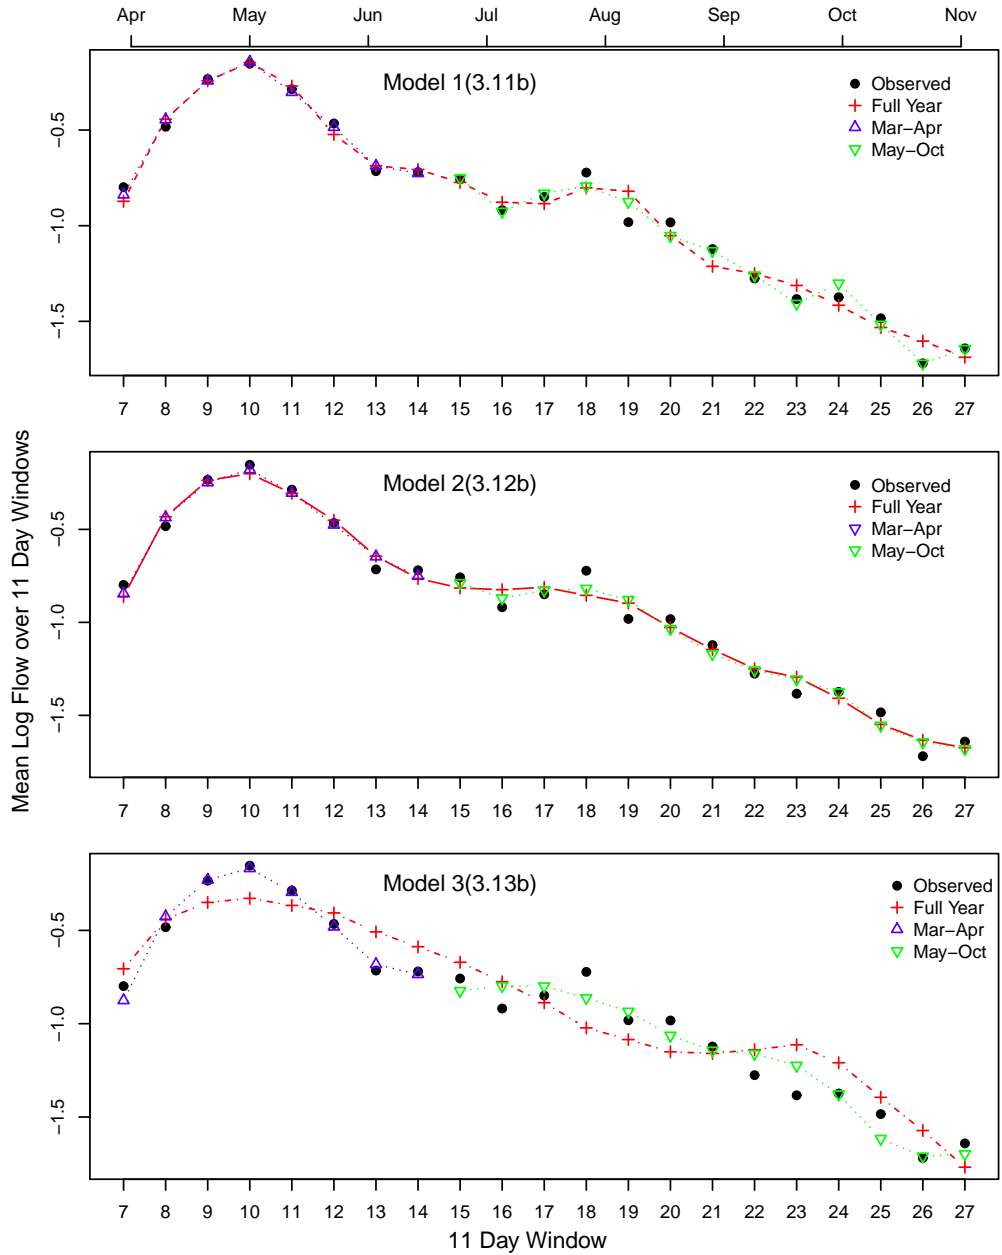 Apr May Jun Jul Aug Sep Oct Nov
Model 1(3.11b)
Observed
Full Year
Mar−Apr
May−Oct
−0.5
−1.0
−1.5
7 8 9 10 11 12 13 14 15 16 17 18 19 20 21 22 23 24 25 26 27
Mean Log Flow over 11 Day Windows
Model 2(3.12b)
Observed
Full Year
Mar−Apr
May−Oct
−0.5
−1.0
−1.5
7 8 9 10 11 12 13 14 15 16 17 18 19 20 21 22 23 24 25 26 27
Model 3(3.13b)
Observed
Full Year
Mar−Apr
May−Oct
−0.5
−1.0
−1.5
7 8 9 10 11 12 13 14 15 16 17 18 19 20 21 22 23 24 25 26 27
11 Day Window